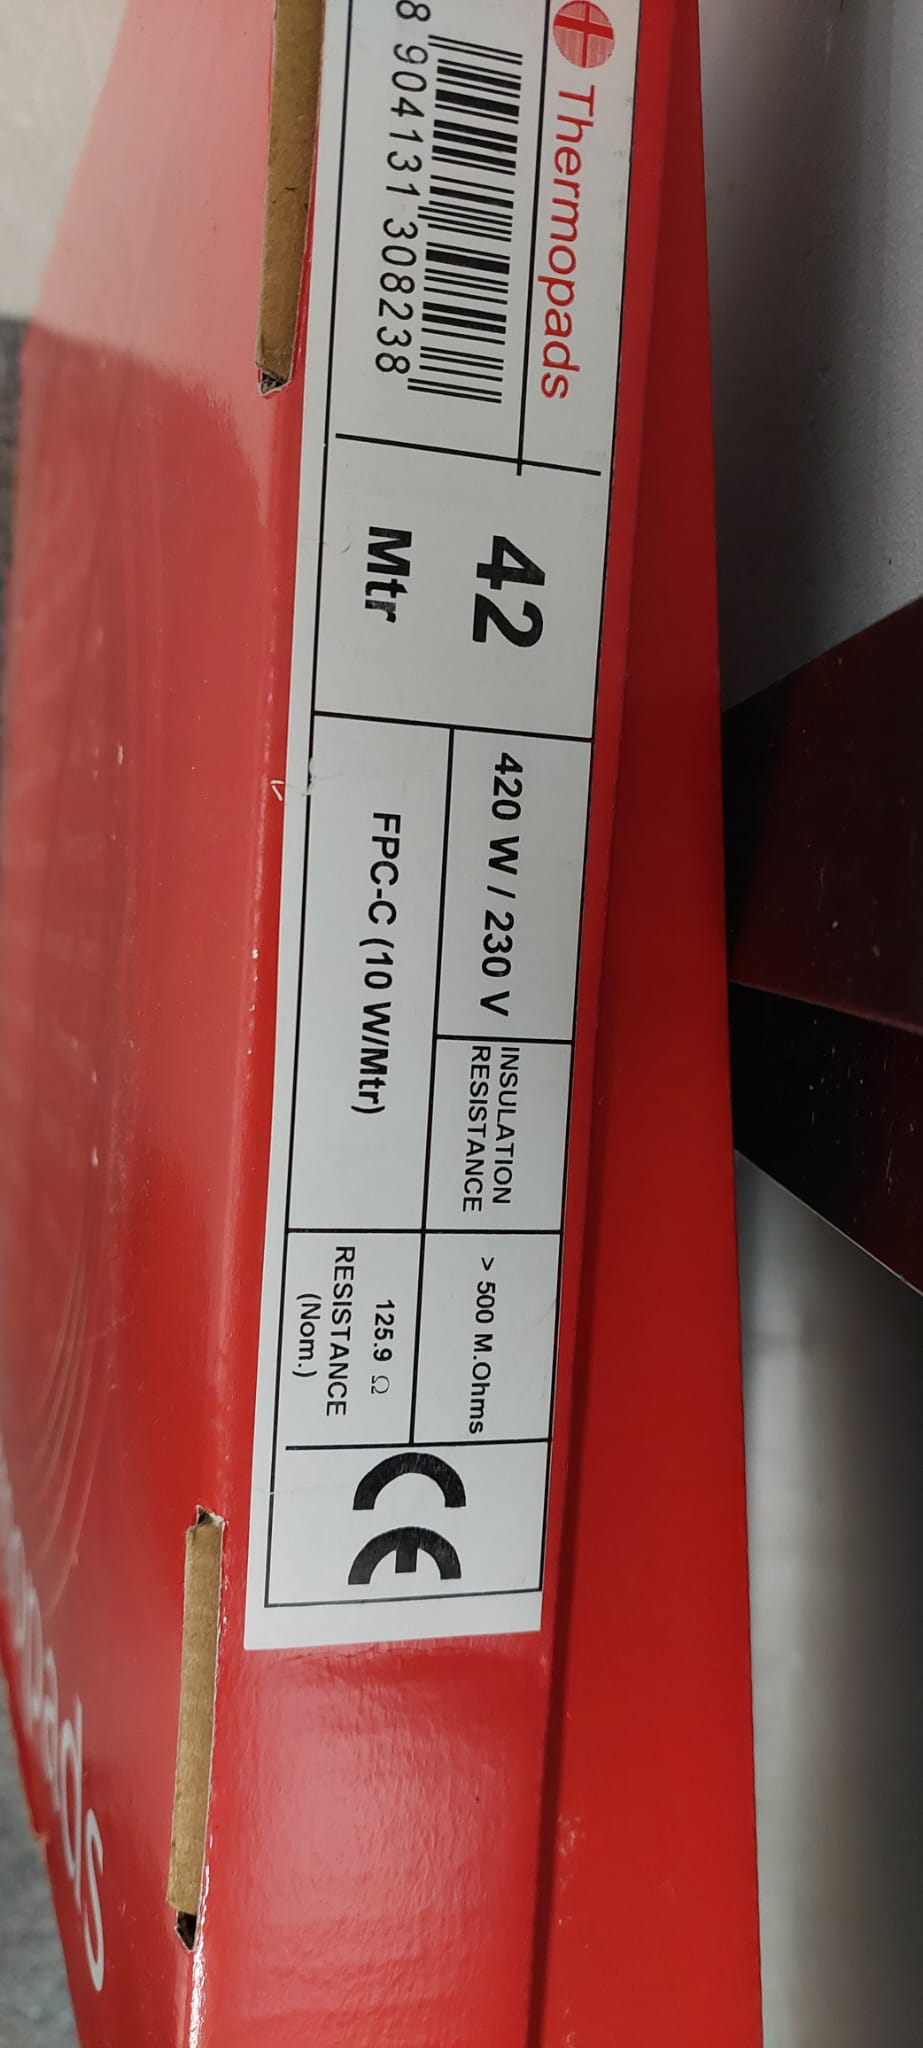 Thermopads
8 904131 308238
42
Mtr
420 W / 230 V
INSULATION
RESISTANCE
> 500 M.Ohms
FPC-C (10 W/Mtr)
125.9 Ω
RESISTANCE
(Nom.)
CE
pads